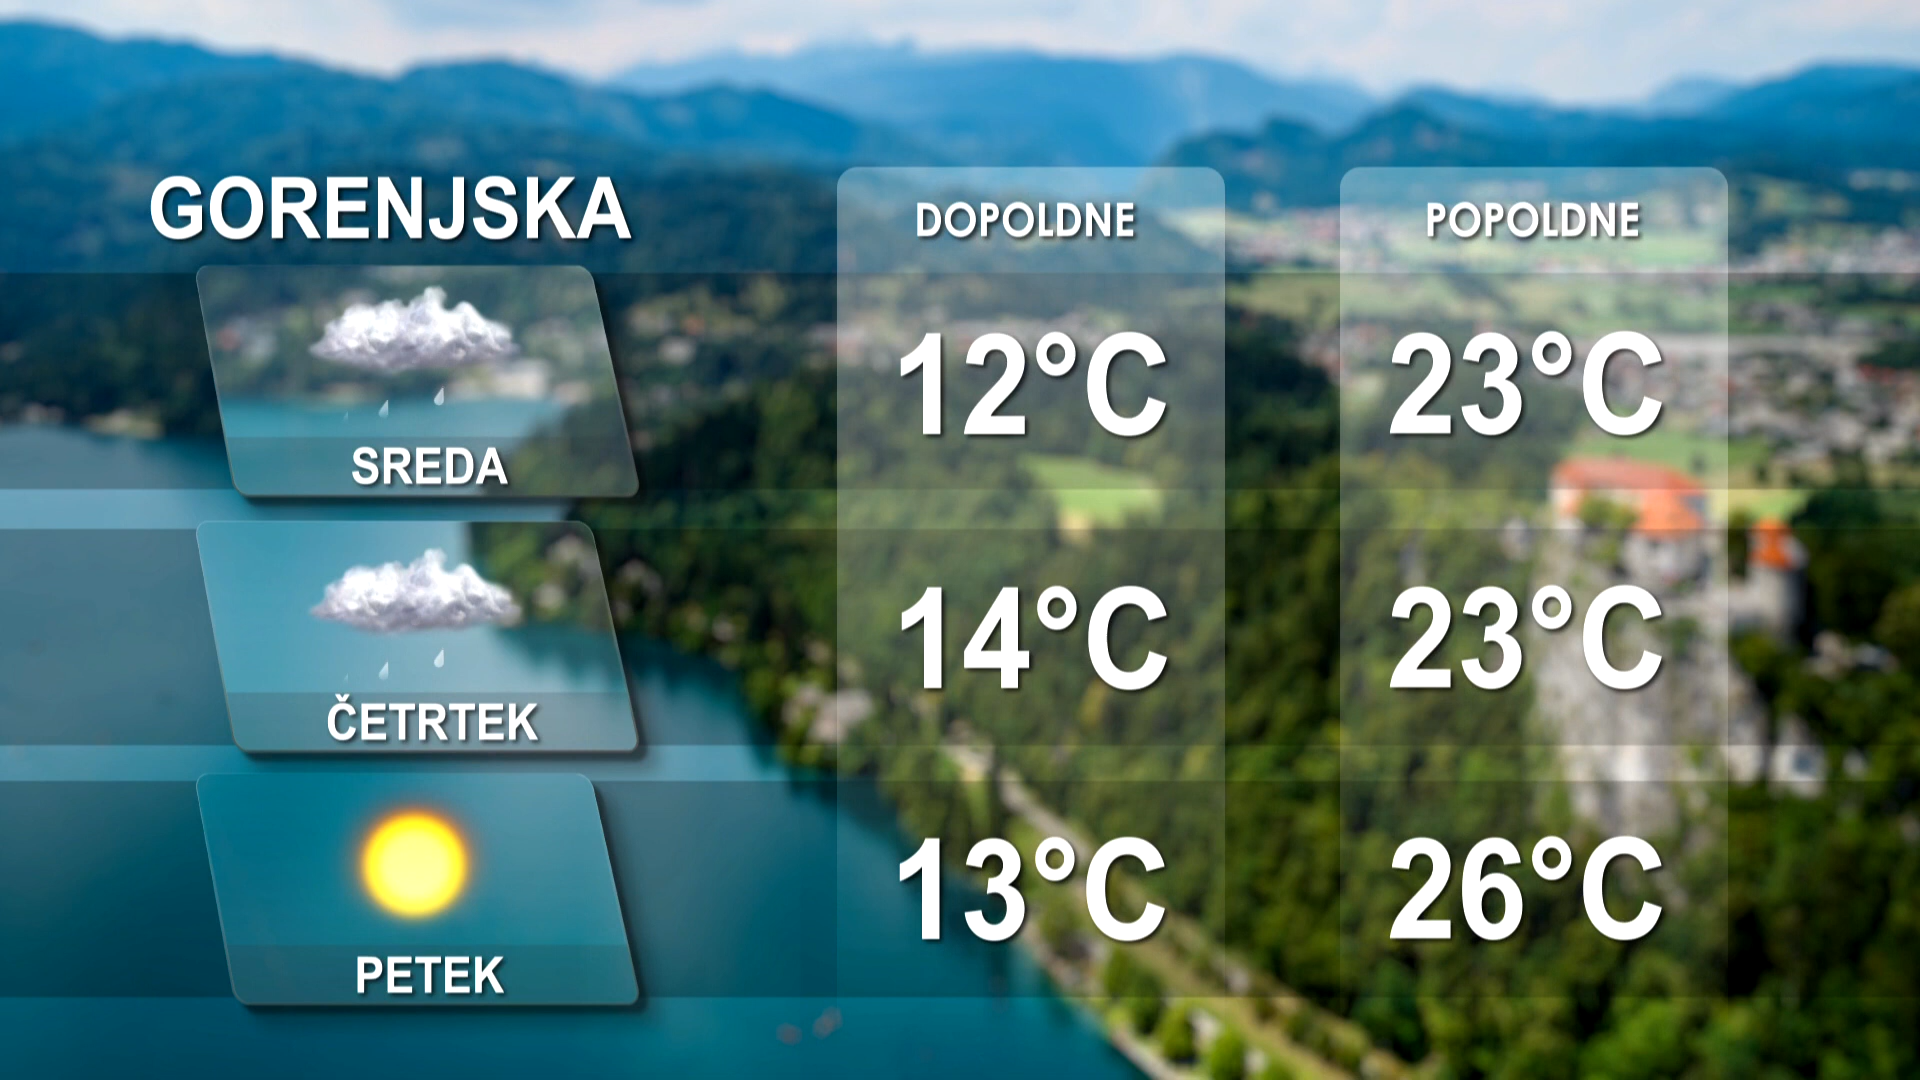 GORENJSKA
DOPOLDNE
POPOLDNE
SREDA
12°C
23°C
ČETRTEK
14°C
23°C
PETEK
13°C
26°C